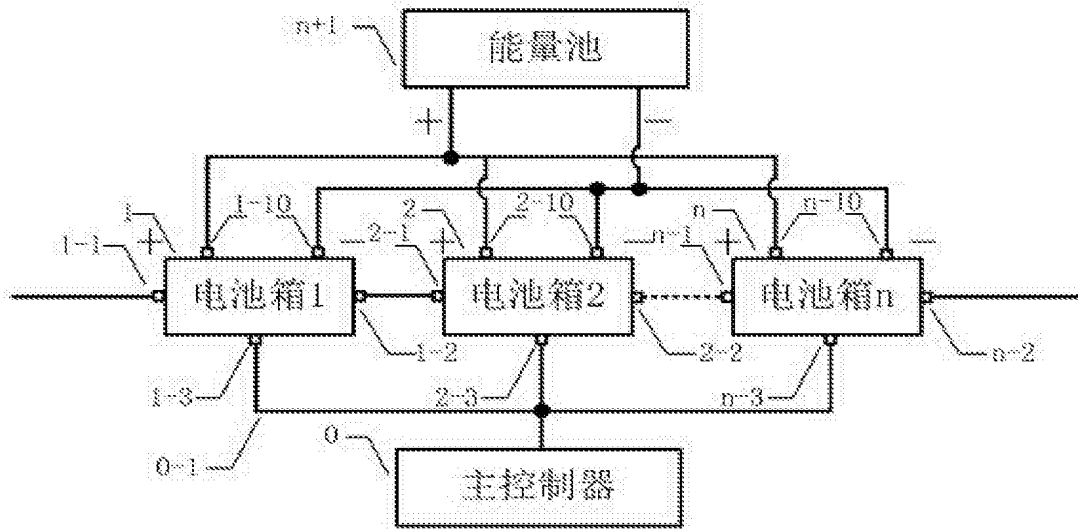 n+1
能量池
+ −
1 1-10 2 2-10 n n-10
1-1 + − 2-1 + − n-1 + −
电池箱1 电池箱2 电池箱n
1-2 2-2 n-2
1-3 2-3 n-3
0-1 0
主控制器